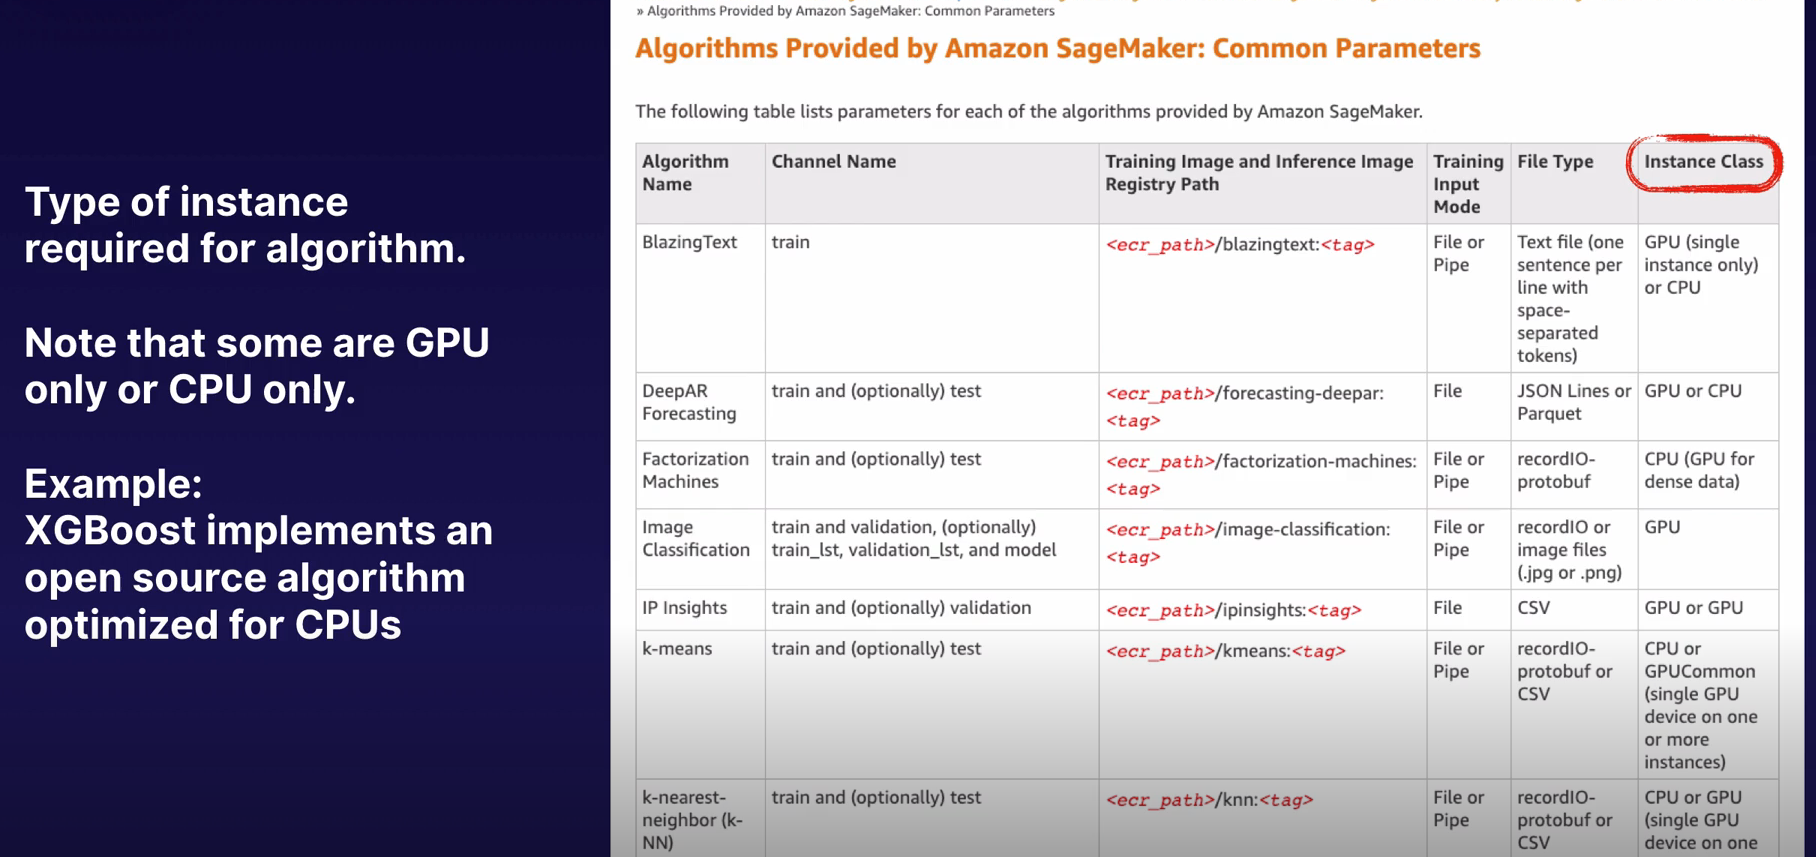 Type of instance
required for algorithm.
Note that some are GPU
only or CPU only.
Example:
XGBoost implements an
open source algorithm
optimized for CPUs
» Algorithms Provided by Amazon SageMaker: Common Parameters
Algorithms Provided by Amazon SageMaker: Common Parameters
The following table lists parameters for each of the algorithms provided by Amazon SageMaker.
Algorithm
Name
Channel Name
Training Image and Inference Image
Registry Path
Training
Input
Mode
File Type
Instance Class
BlazingText
train
<ecr_path>/blazingtext:<tag>
File or
Pipe
Text file (one
sentence per
line with
space-
separated
tokens)
GPU (single
instance only)
or CPU
DeepAR
Forecasting
train and (optionally) test
<ecr_path>/forecasting-deepar:
<tag>
File
JSON Lines or
Parquet
GPU or CPU
Factorization
Machines
train and (optionally) test
<ecr_path>/factorization-machines:
<tag>
File or
Pipe
recordIO-
protobuf
CPU (GPU for
dense data)
Image
Classification
train and validation, (optionally)
train_lst, validation_lst, and model
<ecr_path>/image-classification:
<tag>
File or
Pipe
recordIO or
image files
(.jpg or .png)
GPU
IP Insights
train and (optionally) validation
<ecr_path>/ipinsights:<tag>
File
CSV
GPU or GPU
k-means
train and (optionally) test
<ecr_path>/kmeans:<tag>
File or
Pipe
recordIO-
protobuf or
CSV
CPU or
GPUCommon
(single GPU
device on one
or more
instances)
k-nearest-
neighbor (k-
NN)
train and (optionally) test
<ecr_path>/knn:<tag>
File or
Pipe
recordIO-
protobuf or
CSV
CPU or GPU
(single GPU
device on one